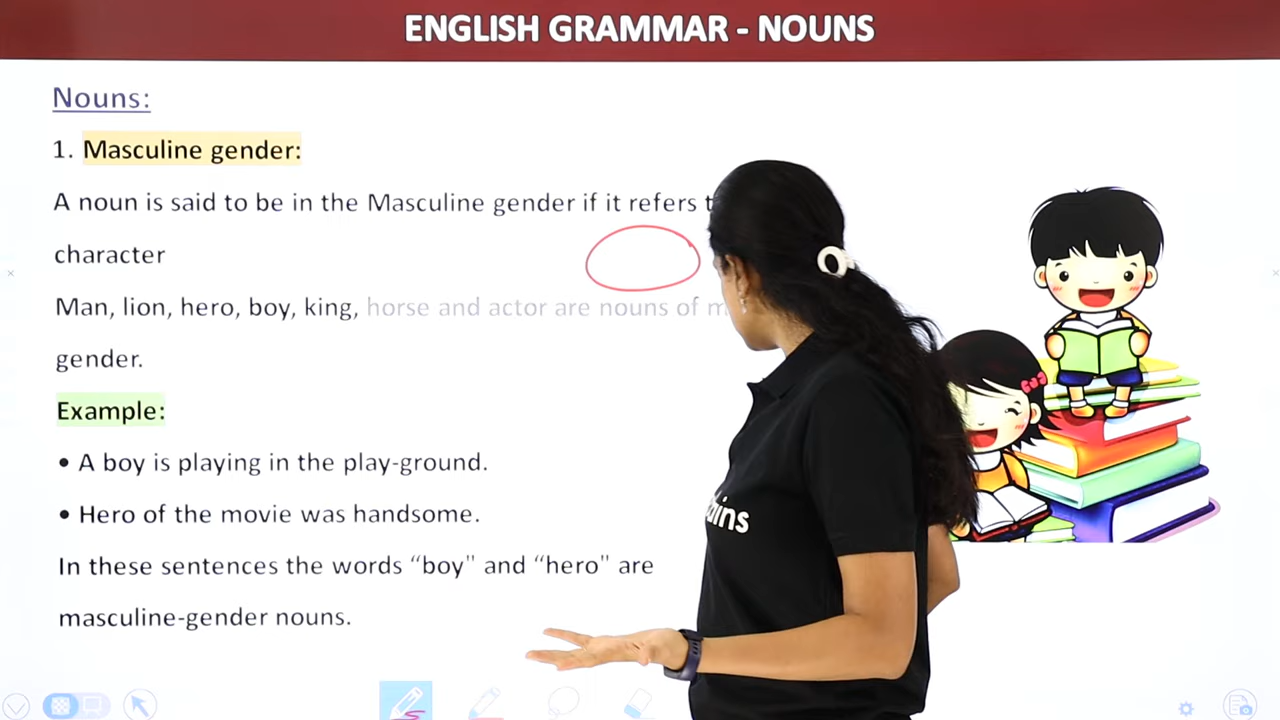 ENGLISH GRAMMAR - NOUNS
Nouns:
1. Masculine gender:
A noun is said to be in the Masculine gender if it refers
character
Man, lion, hero, boy, king, horse and actor are nouns of
gender.
Example:
• A boy is playing in the play-ground.
• Hero of the movie was handsome.
In these sentences the words “boy" and “hero" are
masculine-gender nouns.